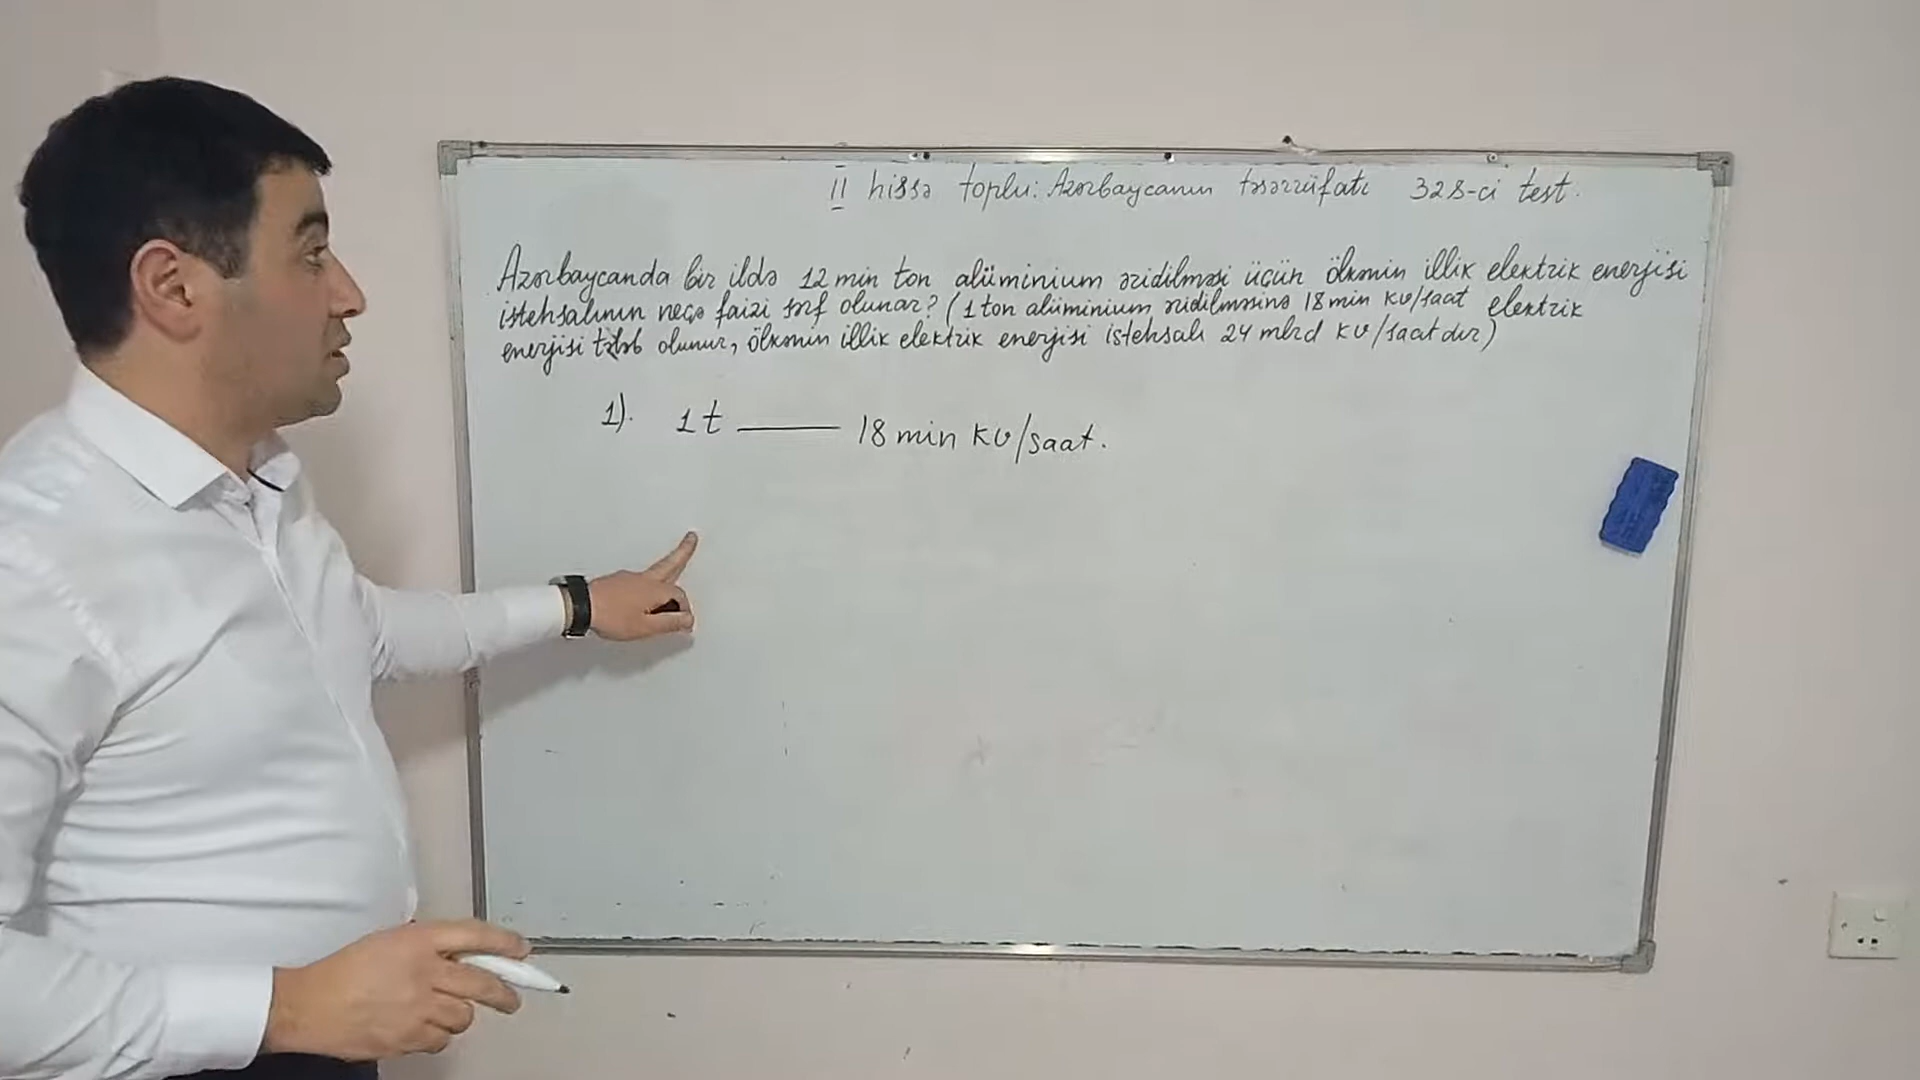 II hissə toplu: Azərbaycanın təsərrüfatı 328-ci test.
Azərbaycanda bir ildə 12 min ton alüminium əridilməsi üçün ölkənin illik elektrik enerjisi
istehsalının neçə faizi sərf olunar? (1 ton alüminium əridilməsinə 18 min kv/saat elektrik
enerjisi tələb olunur, ölkənin illik elektrik enerjisi istehsalı 24 mlrd kv/saatdır)
1). 1t —— 18 min kv/saat.